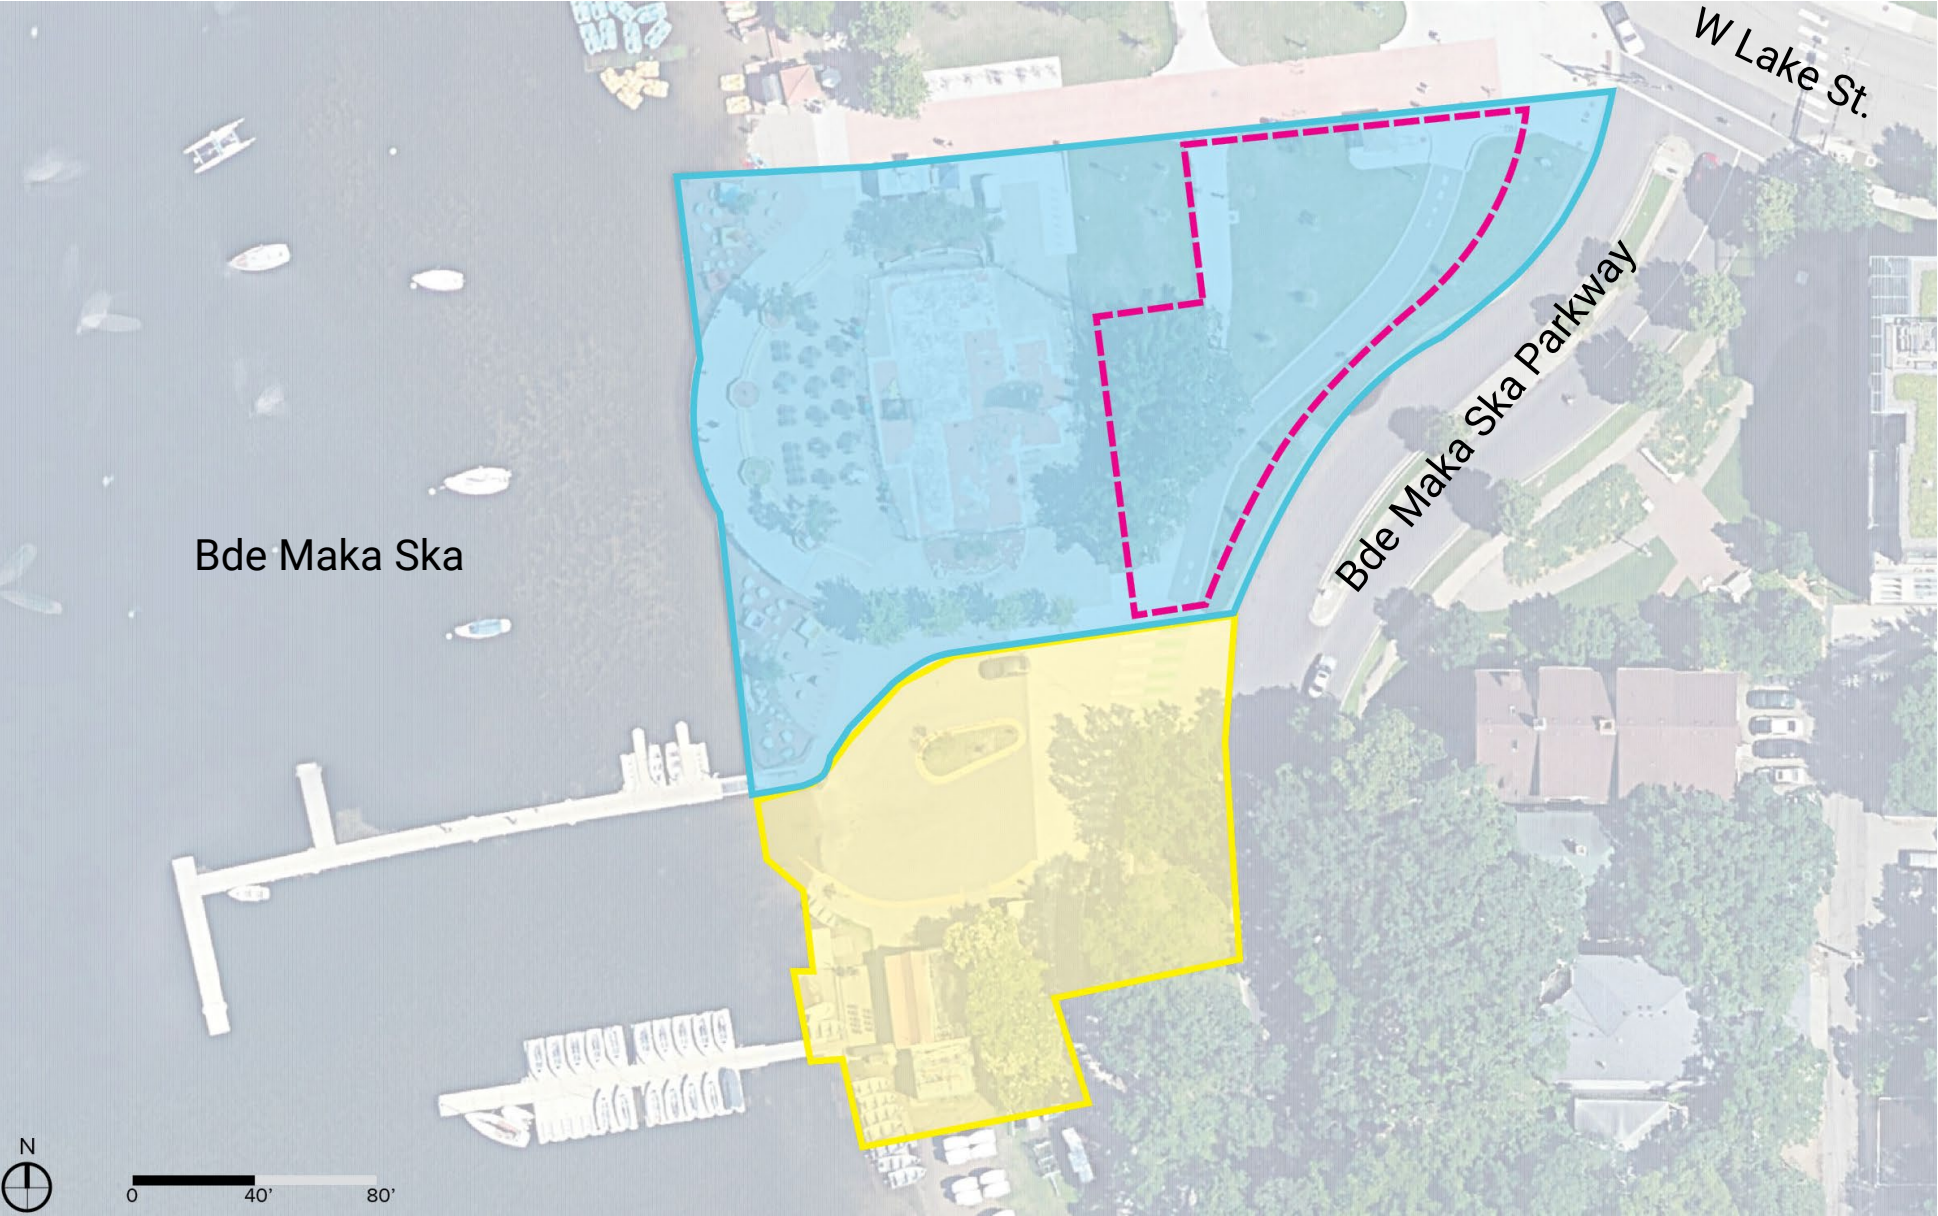 W Lake St.
Bde Maka Ska Parkway
Bde Maka Ska
N
0 40’ 80’